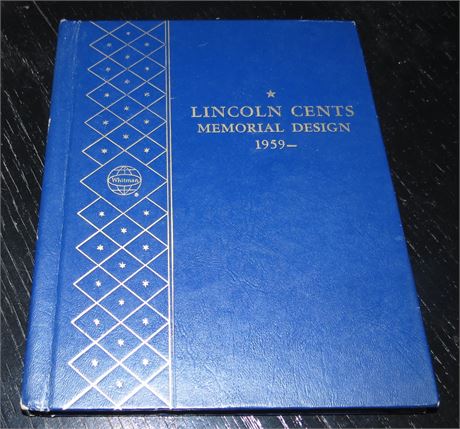 LINCOLN CENTS
MEMORIAL DESIGN
1959—
Whitman
®